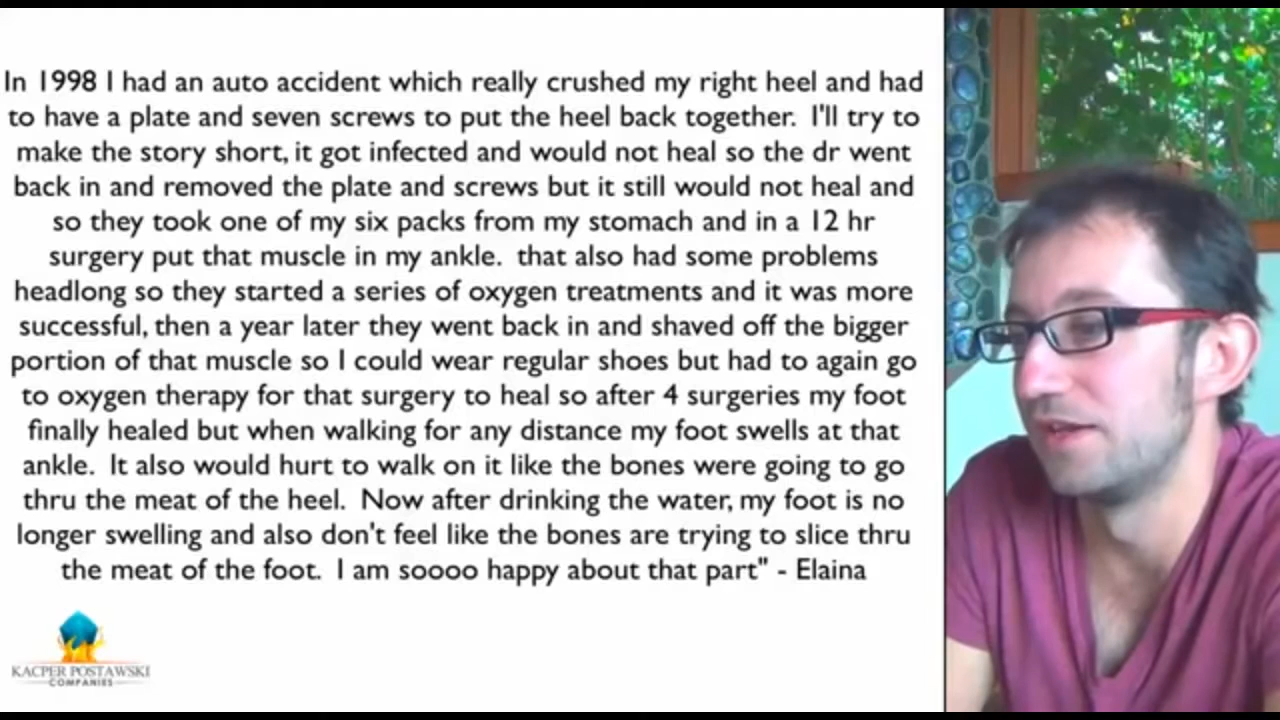 In 1998 I had an auto accident which really crushed my right heel and had
to have a plate and seven screws to put the heel back together.  I'll try to
make the story short, it got infected and would not heal so the dr went
back in and removed the plate and screws but it still would not heal and
so they took one of my six packs from my stomach and in a 12 hr
surgery put that muscle in my ankle.  that also had some problems
headlong so they started a series of oxygen treatments and it was more
successful, then a year later they went back in and shaved off the bigger
portion of that muscle so I could wear regular shoes but had to again go
to oxygen therapy for that surgery to heal so after 4 surgeries my foot
finally healed but when walking for any distance my foot swells at that
ankle.  It also would hurt to walk on it like the bones were going to go
thru the meat of the heel.  Now after drinking the water, my foot is no
longer swelling and also don't feel like the bones are trying to slice thru
the meat of the foot.  I am soooo happy about that part" - Elaina
KACPER POSTAWSKI
COMPANIES